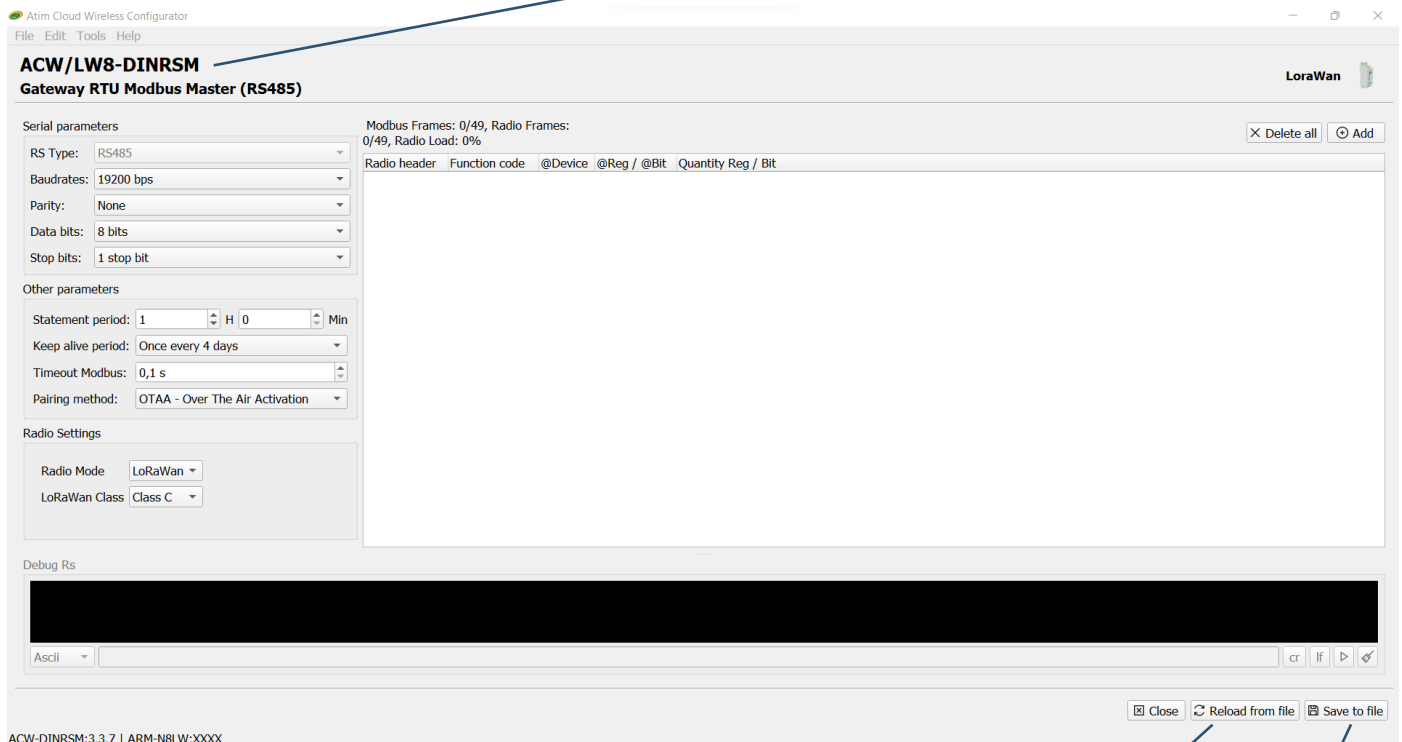 Atim Cloud Wireless Configurator
File Edit Tools Help
ACW/LW8-DINRSM
Gateway RTU Modbus Master (RS485)
LoraWan
Serial parameters
RS Type: RS485
Baudrates: 19200 bps
Parity: None
Data bits: 8 bits
Stop bits: 1 stop bit
Other parameters
Statement period: 1 H 0 Min
Keep alive period: Once every 4 days
Timeout Modbus: 0,1 s
Pairing method: OTAA - Over The Air Activation
Radio Settings
Radio Mode LoRaWan
LoRaWan Class Class C
Modbus Frames: 0/49, Radio Frames:
0/49, Radio Load: 0%
Delete all Add
Radio header Function code @Device @Reg / @Bit Quantity Reg / Bit
Debug Rs
Ascii cr lf
Close Reload from file Save to file
ACW-DINRSM:3.3.7 | ARM-N8LW:XXXX